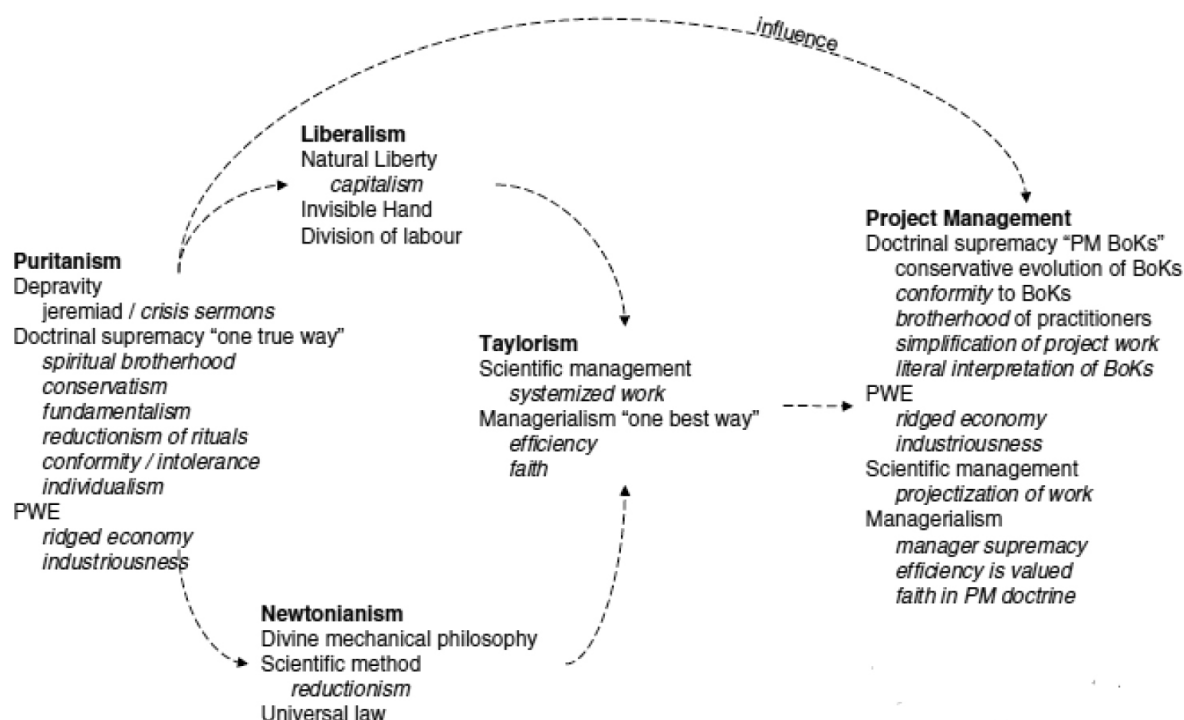 influence
Puritanism
Depravity
jeremiad / crisis sermons
Doctrinal supremacy “one true way”
spiritual brotherhood
conservatism
fundamentalism
reductionism of rituals
conformity / intolerance
individualism
PWE
ridged economy
industriousness
Liberalism
Natural Liberty
capitalism
Invisible Hand
Division of labour
Newtonianism
Divine mechanical philosophy
Scientific method
reductionism
Universal law
Taylorism
Scientific management
systemized work
Managerialism “one best way”
efficiency
faith
Project Management
Doctrinal supremacy “PM BoKs”
conservative evolution of BoKs
conformity to BoKs
brotherhood of practitioners
simplification of project work
literal interpretation of BoKs
PWE
ridged economy
industriousness
Scientific management
projectization of work
Managerialism
manager supremacy
efficiency is valued
faith in PM doctrine